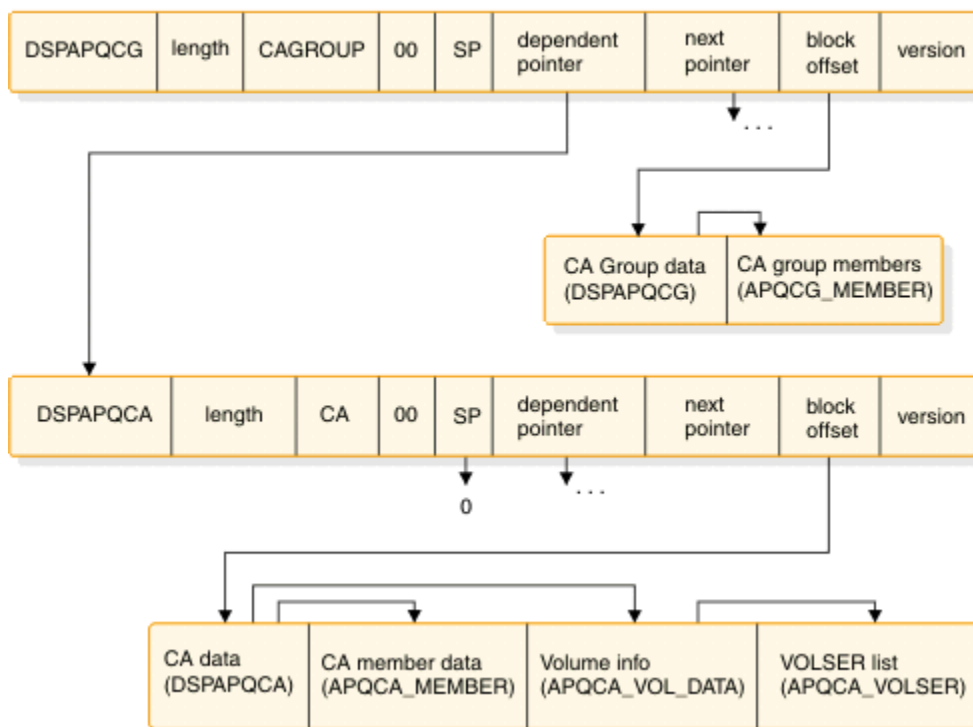 DSPAPQCG length CAGROUP 00 SP dependent pointer next pointer block offset version
. . .
CA Group data (DSPAPQCG) CA group members (APQCG_MEMBER)
DSPAPQCA length CA 00 SP dependent pointer next pointer block offset version
0 . . .
CA data (DSPAPQCA) CA member data (APQCA_MEMBER) Volume info (APQCA_VOL_DATA) VOLSER list (APQCA_VOLSER)